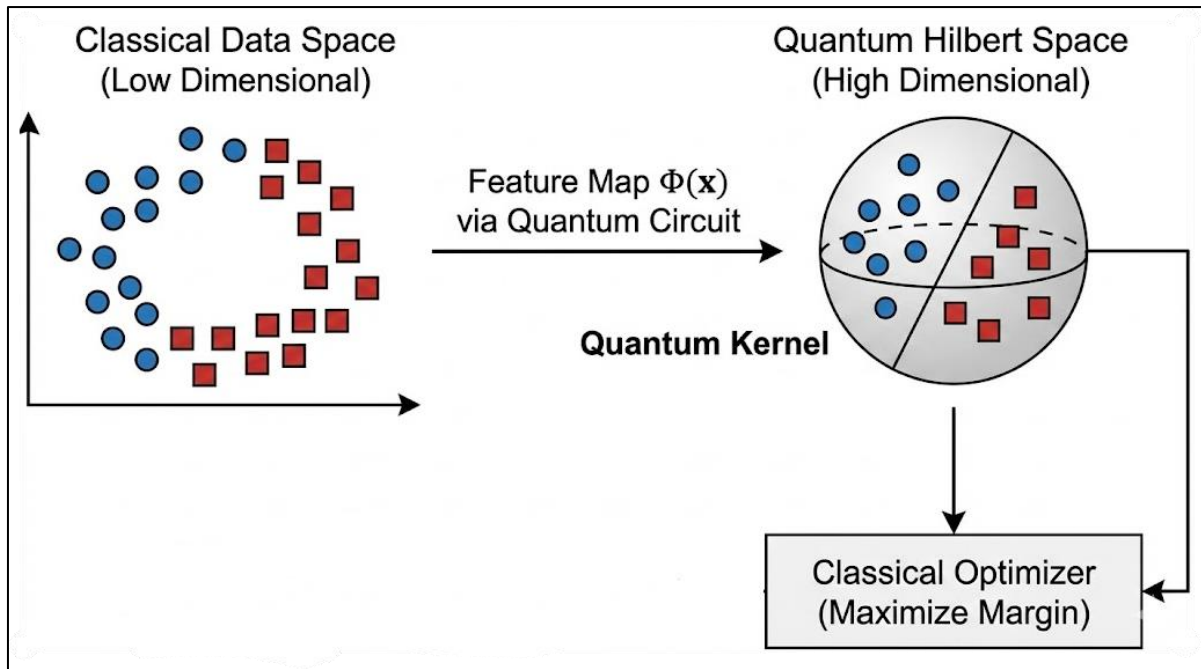 Classical Data Space
(Low Dimensional)
Quantum Hilbert Space
(High Dimensional)
Feature Map Φ(x)
via Quantum Circuit
Quantum Kernel
Classical Optimizer
(Maximize Margin)